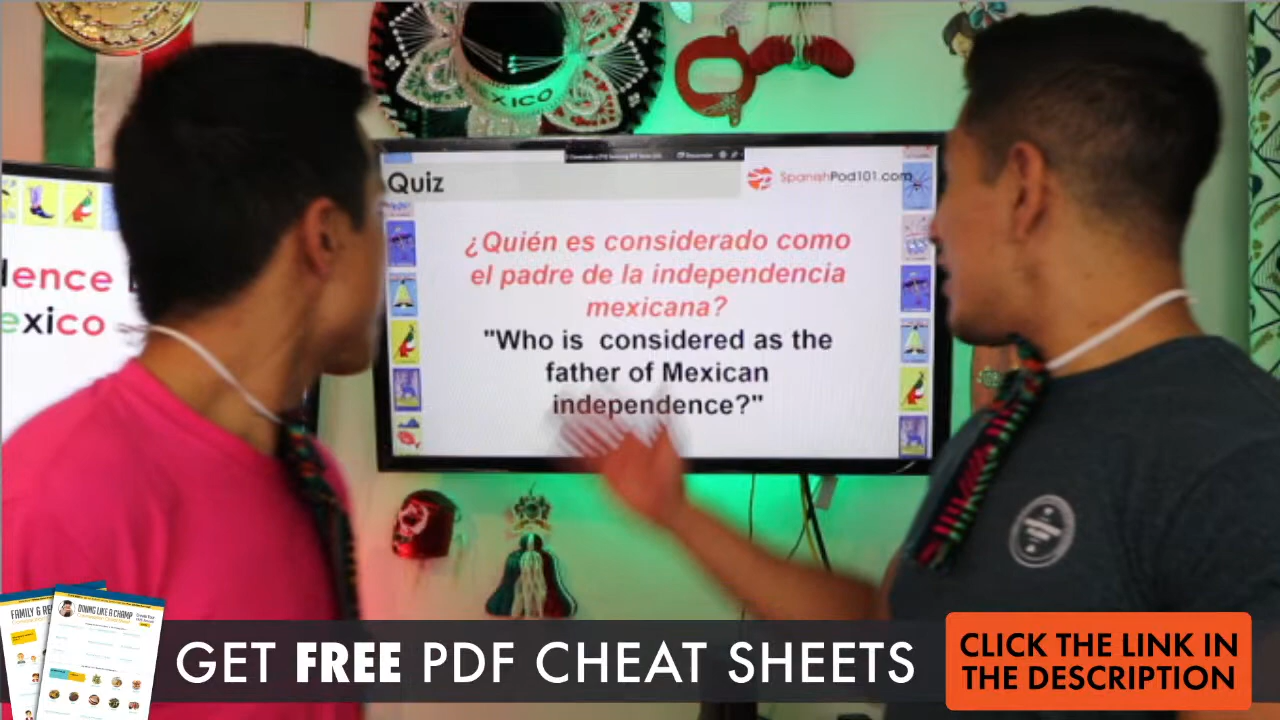 XICO
Quiz
SpanishPod101.com
¿Quién es considerado como
el padre de la independencia
mexicana?
"Who is considered as the
father of Mexican
independence?"
ence
exico
FAMILY & RE
DINING LIKE A CHAMP
GET FREE PDF CHEAT SHEETS
CLICK THE LINK IN
THE DESCRIPTION